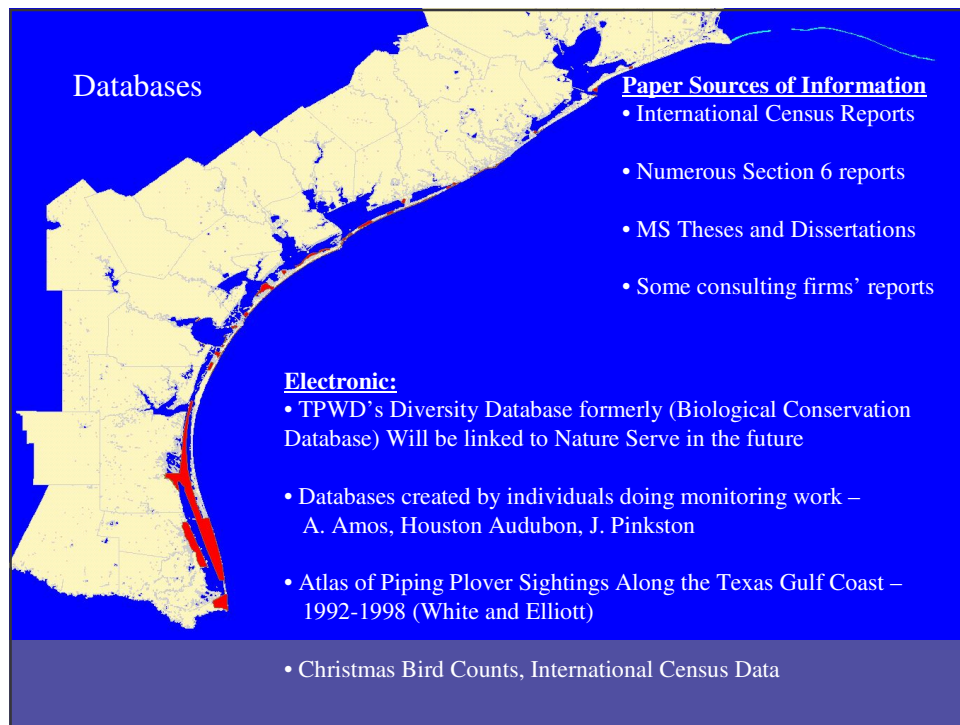 Databases
Paper Sources of Information
• International Census Reports
• Numerous Section 6 reports
• MS Theses and Dissertations
• Some consulting firms’ reports
Electronic:
• TPWD’s Diversity Database formerly (Biological Conservation
Database) Will be linked to Nature Serve in the future
• Databases created by individuals doing monitoring work –
A. Amos, Houston Audubon, J. Pinkston
• Atlas of Piping Plover Sightings Along the Texas Gulf Coast –
1992-1998 (White and Elliott)
• Christmas Bird Counts, International Census Data